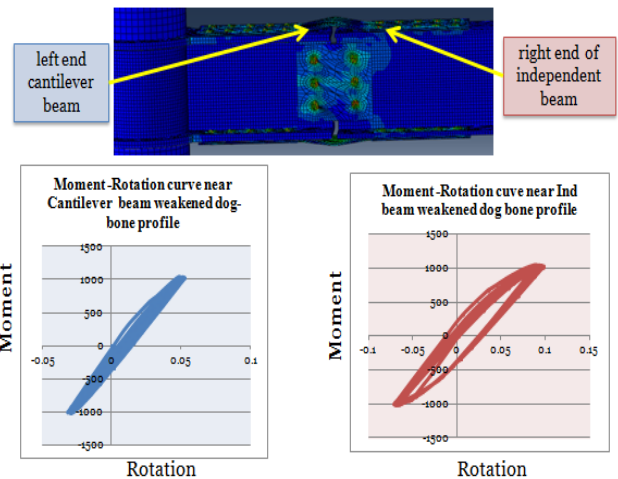 left end
cantilever
beam
right end of
independent
beam
Moment -Rotation curve near
Cantilever beam weakened dog-
bone profile
1500
1000
500
0
-0.05
0
0.05
0.1
-500
-1000
-1500
Moment
Rotation
Moment -Rotation cuve near Ind
beam weakened dog bone profile
1500
1000
500
0
-0.1
-0.05
0
0.05
0.1
0.15
-500
-1000
-1500
Moment
Rotation